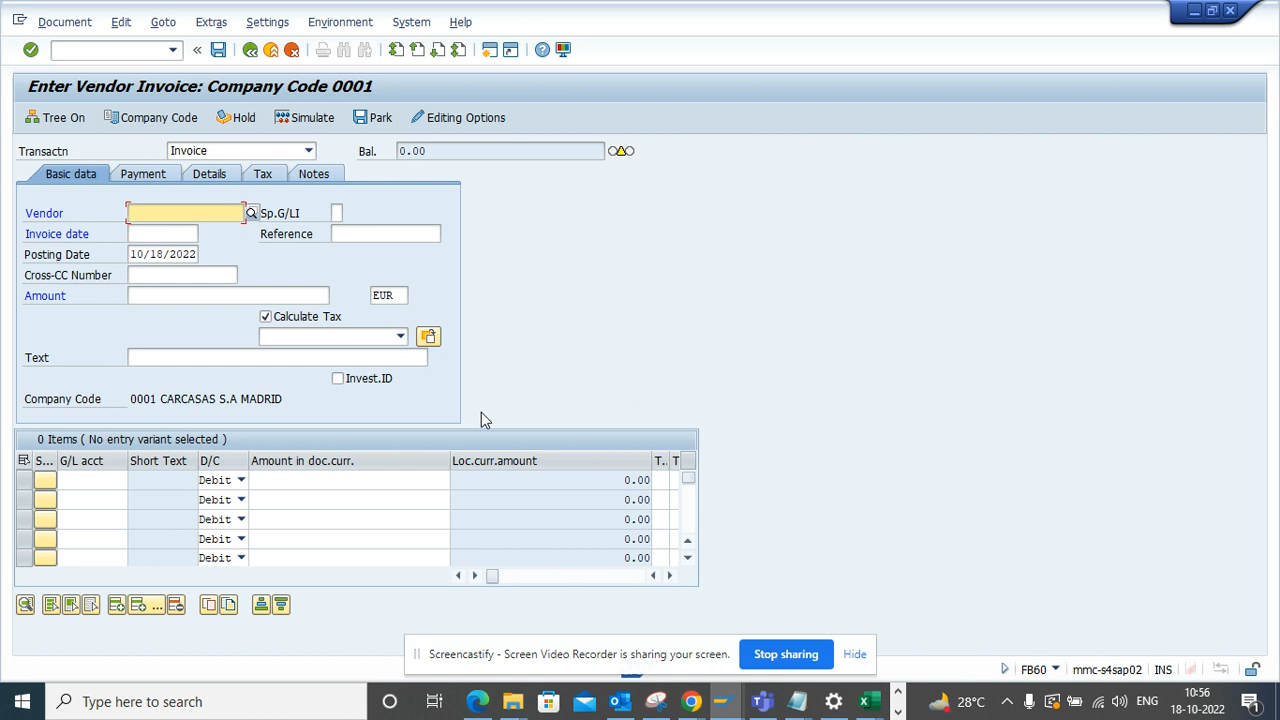 Document Edit Goto Extras Settings Environment System Help
Enter Vendor Invoice: Company Code 0001
Tree On Company Code Hold Simulate Park Editing Options
Transactn Invoice Bal. 0.00
Basic data Payment Details Tax Notes
Vendor Sp.G/LI
Invoice date Reference
Posting Date 10/18/2022
Cross-CC Number
Amount EUR
Calculate Tax
Text
Invest.ID
Company Code 0001 CARCASAS S.A MADRID
0 Items ( No entry variant selected )
S... G/L acct Short Text D/C Amount in doc.curr. Loc.curr.amount T.. T
Debit 0.00
Debit 0.00
Debit 0.00
Debit 0.00
Debit 0.00
Screencastify - Screen Video Recorder is sharing your screen. Stop sharing Hide
FB60 mmc-s4sap02 INS
Type here to search 28°C ENG 10:56
18-10-2022